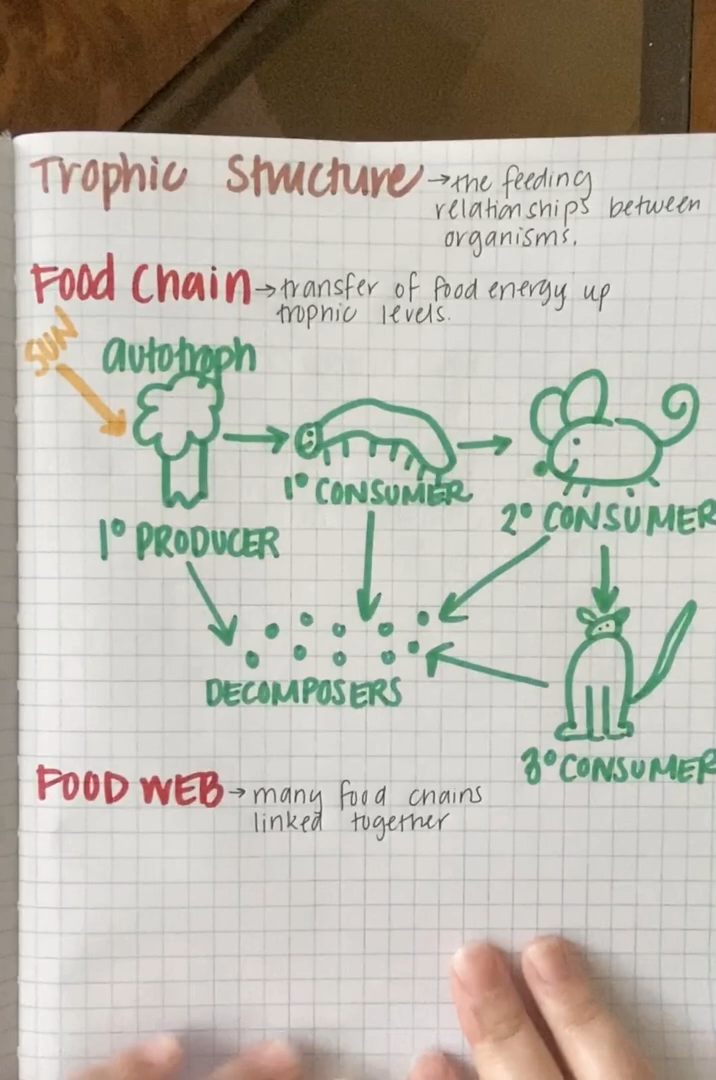 Trophic Structure → the feeding
relationships between
organisms.
Food Chain → transfer of food energy up
trophic levels.
SUN
autotroph
1° CONSUMER
2° CONSUMER
1° PRODUCER
DECOMPOSERS
3° CONSUMER
FOOD WEB → many food chains
linked together